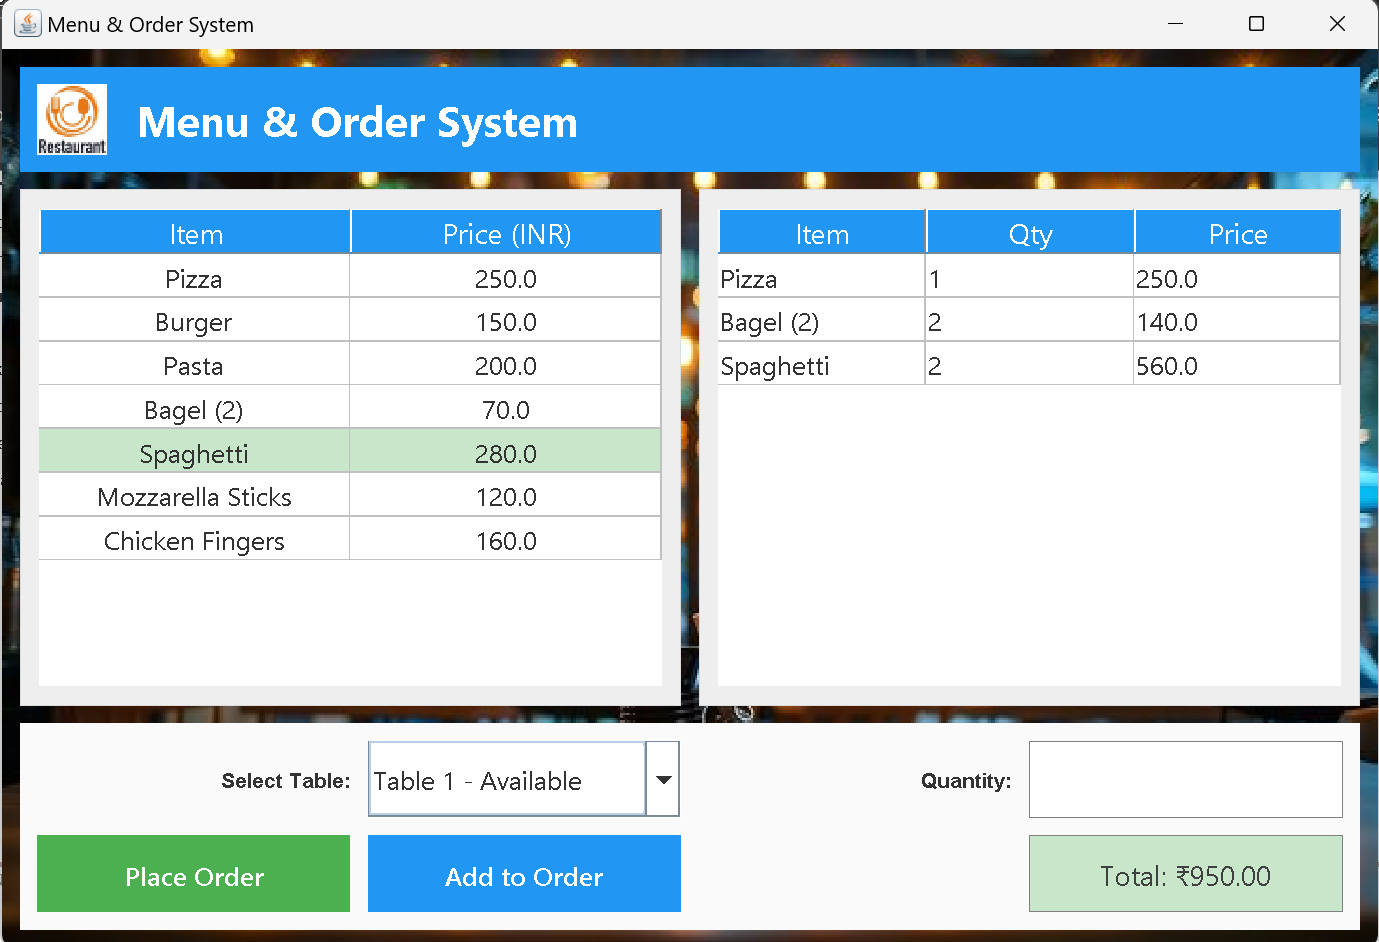 Menu & Order System
Restaurant
Menu & Order System
Item Price (INR)
Pizza 250.0
Burger 150.0
Pasta 200.0
Bagel (2) 70.0
Spaghetti 280.0
Mozzarella Sticks 120.0
Chicken Fingers 160.0
Item Qty Price
Pizza 1 250.0
Bagel (2) 2 140.0
Spaghetti 2 560.0
Select Table: Table 1 - Available Quantity:
Place Order Add to Order Total: ₹950.00